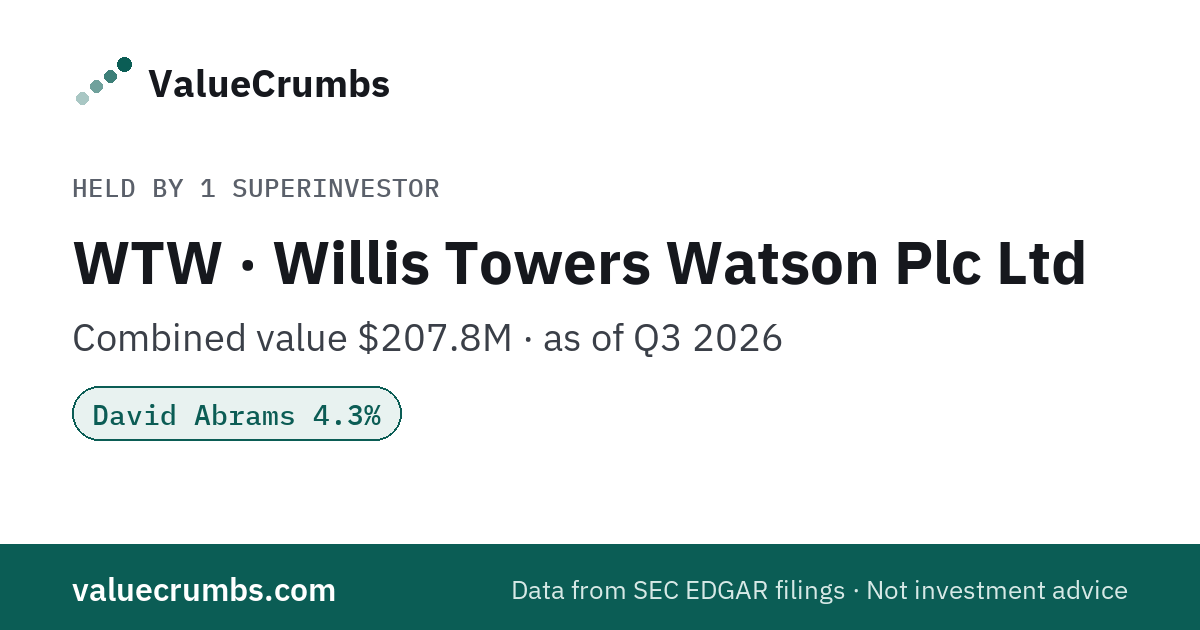 ValueCrumbs
HELD BY 1 SUPERINVESTOR
WTW · Willis Towers Watson Plc Ltd
Combined value $207.8M · as of Q3 2026
David Abrams 4.3%
valuecrumbs.com
Data from SEC EDGAR filings · Not investment advice